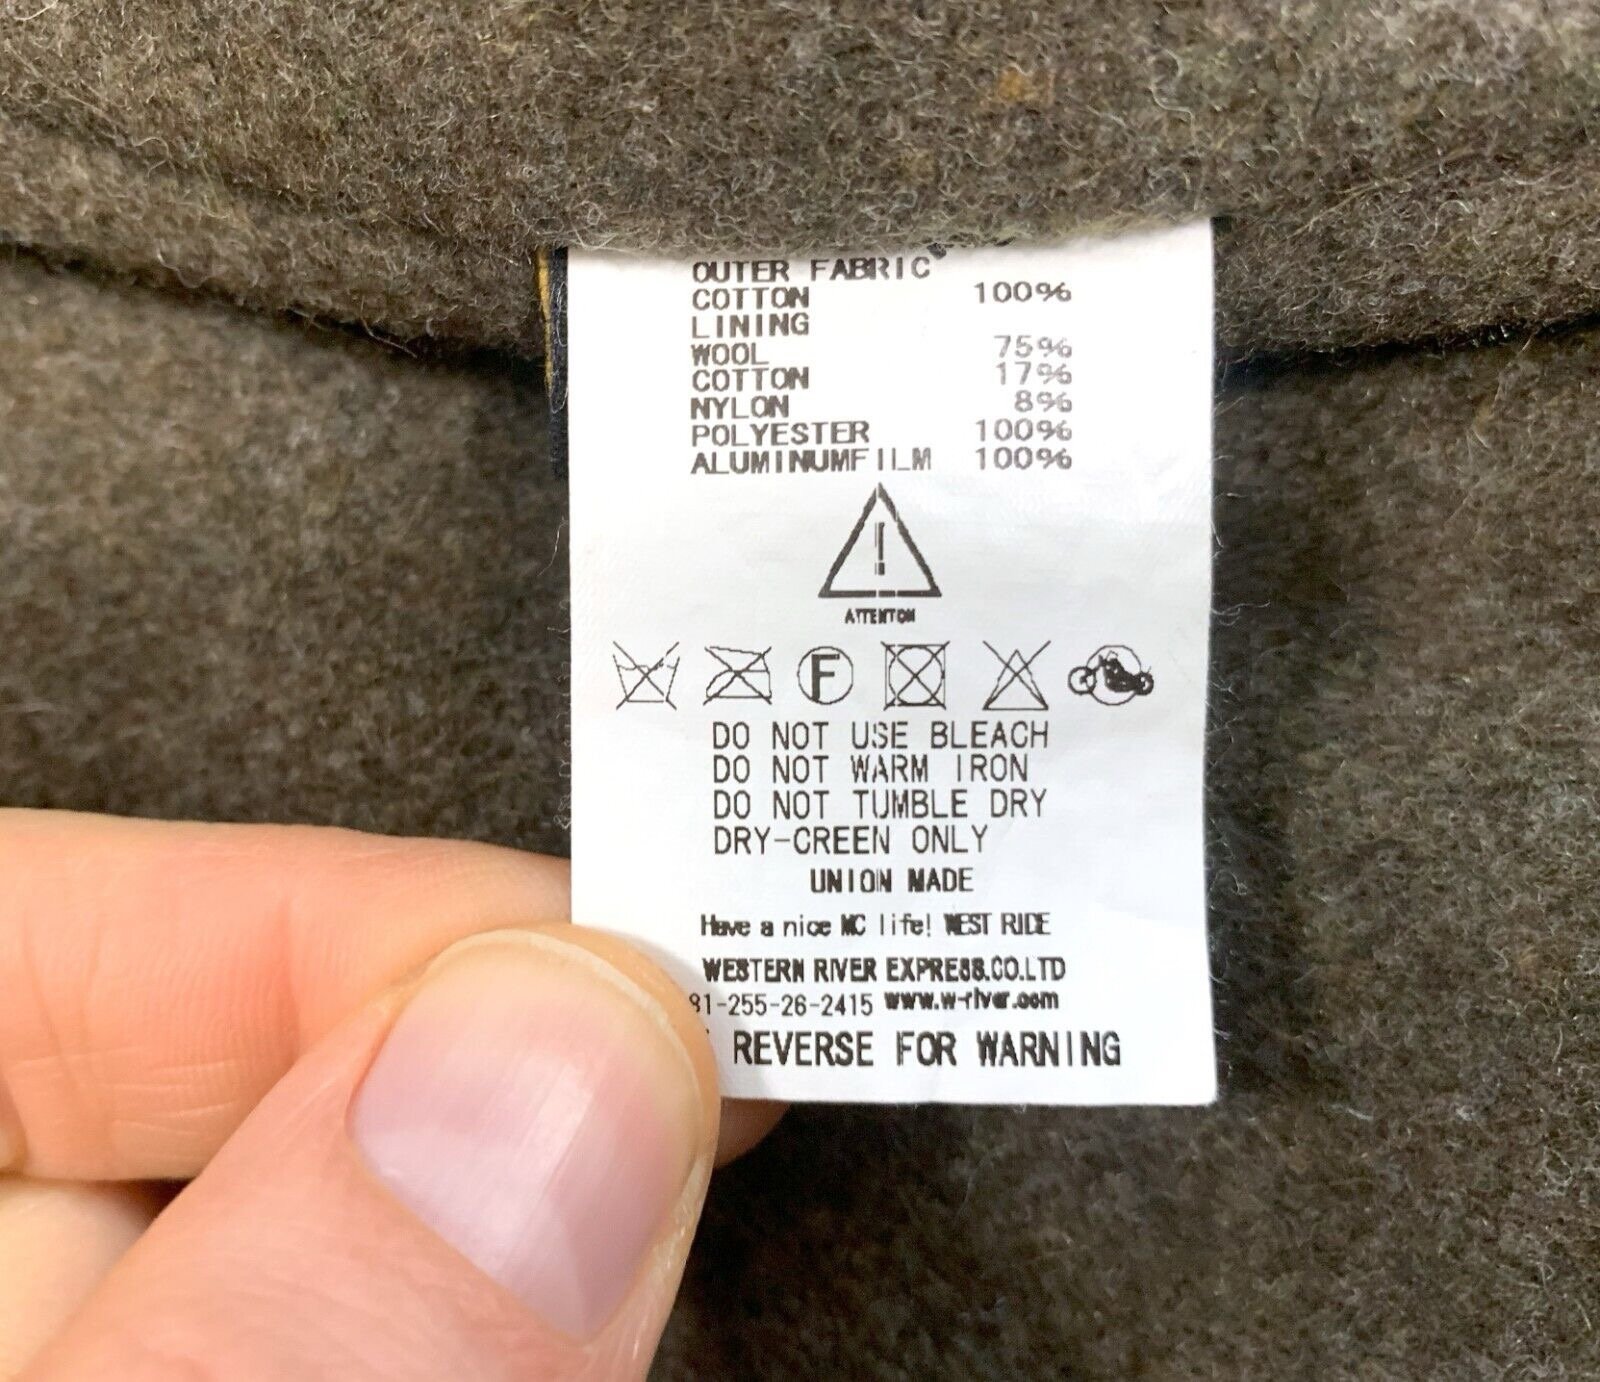 OUTER FABRIC
COTTON 100%
LINING
WOOL 75%
COTTON 17%
NYLON 8%
POLYESTER 100%
ALUMINUMFILM 100%
!
ATTENTON
F
DO NOT USE BLEACH
DO NOT WARM IRON
DO NOT TUMBLE DRY
DRY-CREEN ONLY
UNION MADE
Have a nice MC life! WEST RIDE
WESTERN RIVER EXPRESS.CO.LTD
81-255-26-2415 www.w-river.com
REVERSE FOR WARNING